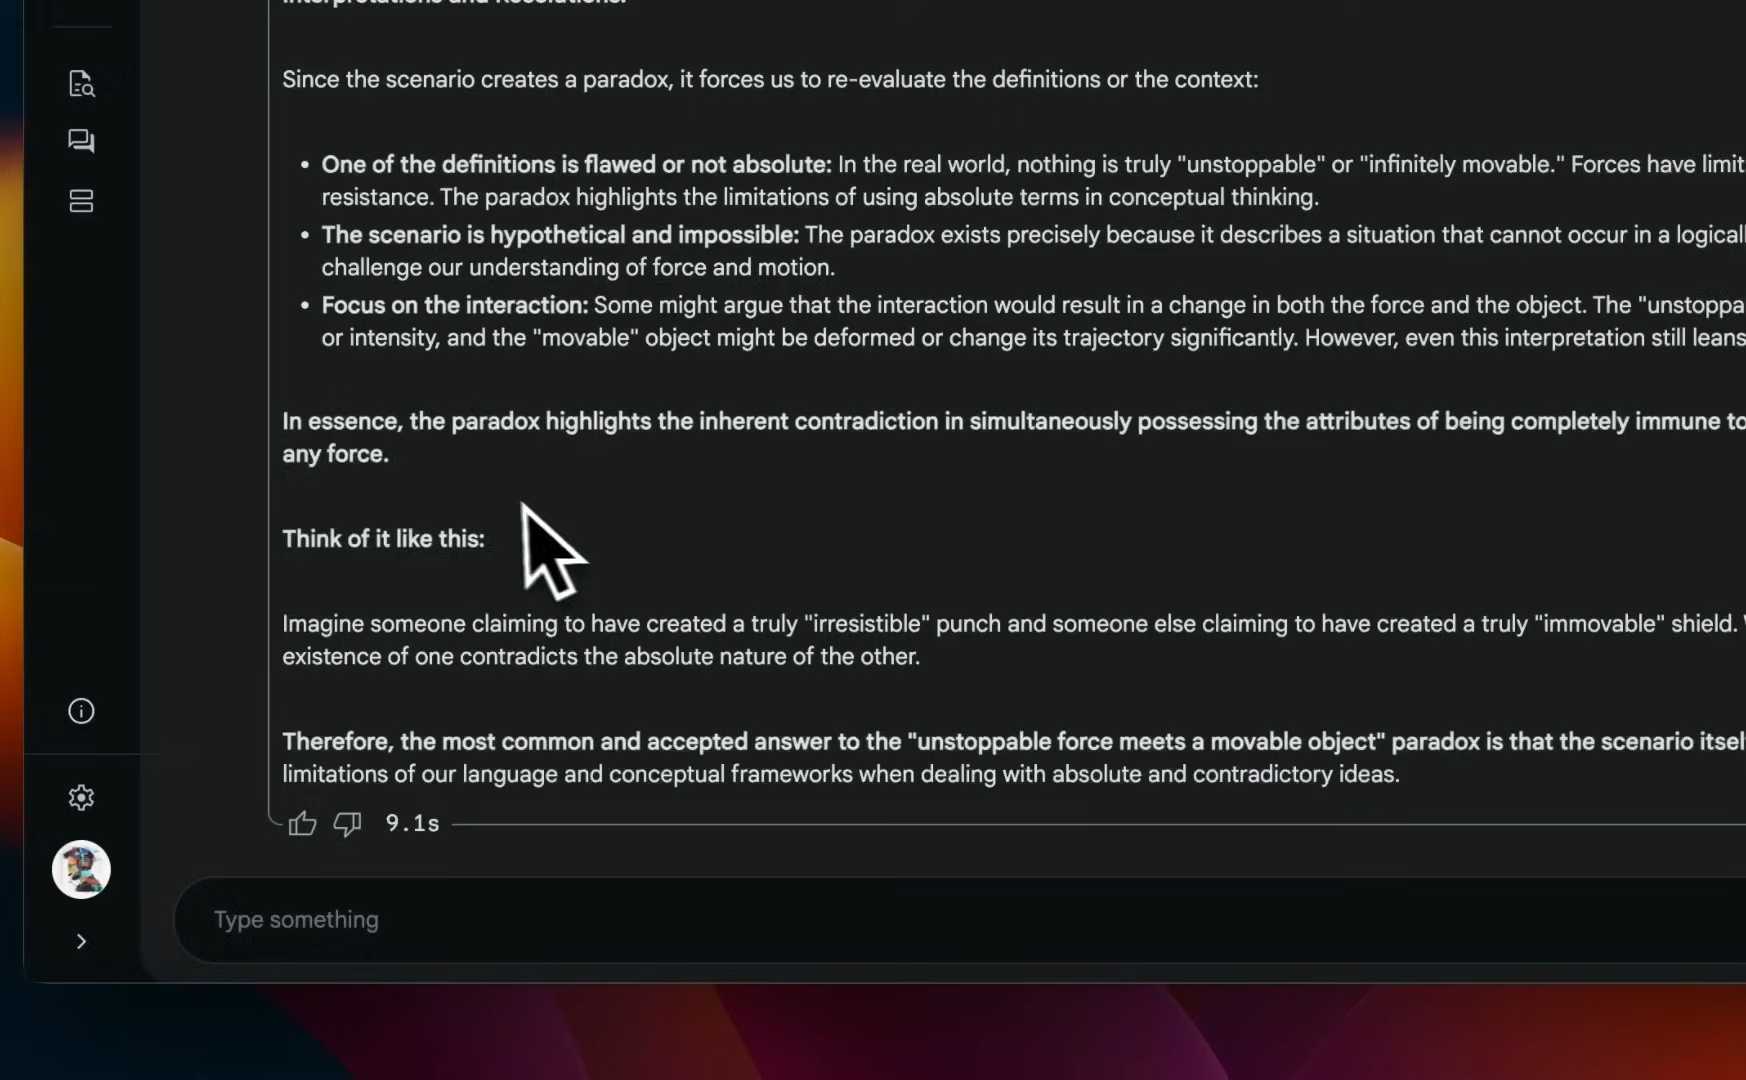 Interpretations and Resolutions:
Since the scenario creates a paradox, it forces us to re-evaluate the definitions or the context:
• One of the definitions is flawed or not absolute: In the real world, nothing is truly "unstoppable" or "infinitely movable." Forces have limit
resistance. The paradox highlights the limitations of using absolute terms in conceptual thinking.
• The scenario is hypothetical and impossible: The paradox exists precisely because it describes a situation that cannot occur in a logicall
challenge our understanding of force and motion.
• Focus on the interaction: Some might argue that the interaction would result in a change in both the force and the object. The "unstoppa
or intensity, and the "movable" object might be deformed or change its trajectory significantly. However, even this interpretation still leans
In essence, the paradox highlights the inherent contradiction in simultaneously possessing the attributes of being completely immune to
any force.
Think of it like this:
Imagine someone claiming to have created a truly "irresistible" punch and someone else claiming to have created a truly "immovable" shield.
existence of one contradicts the absolute nature of the other.
Therefore, the most common and accepted answer to the "unstoppable force meets a movable object" paradox is that the scenario itsel
limitations of our language and conceptual frameworks when dealing with absolute and contradictory ideas.
9.1s
Type something